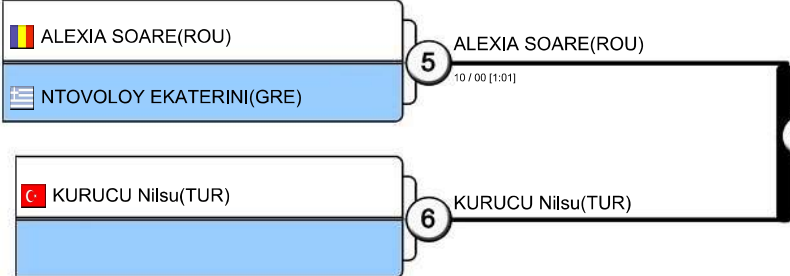 ALEXIA SOARE(ROU)
NTOVOLOY EKATERINI(GRE)
5
ALEXIA SOARE(ROU)
10 / 00 [1:01]
KURUCU Nilsu(TUR)
6
KURUCU Nilsu(TUR)